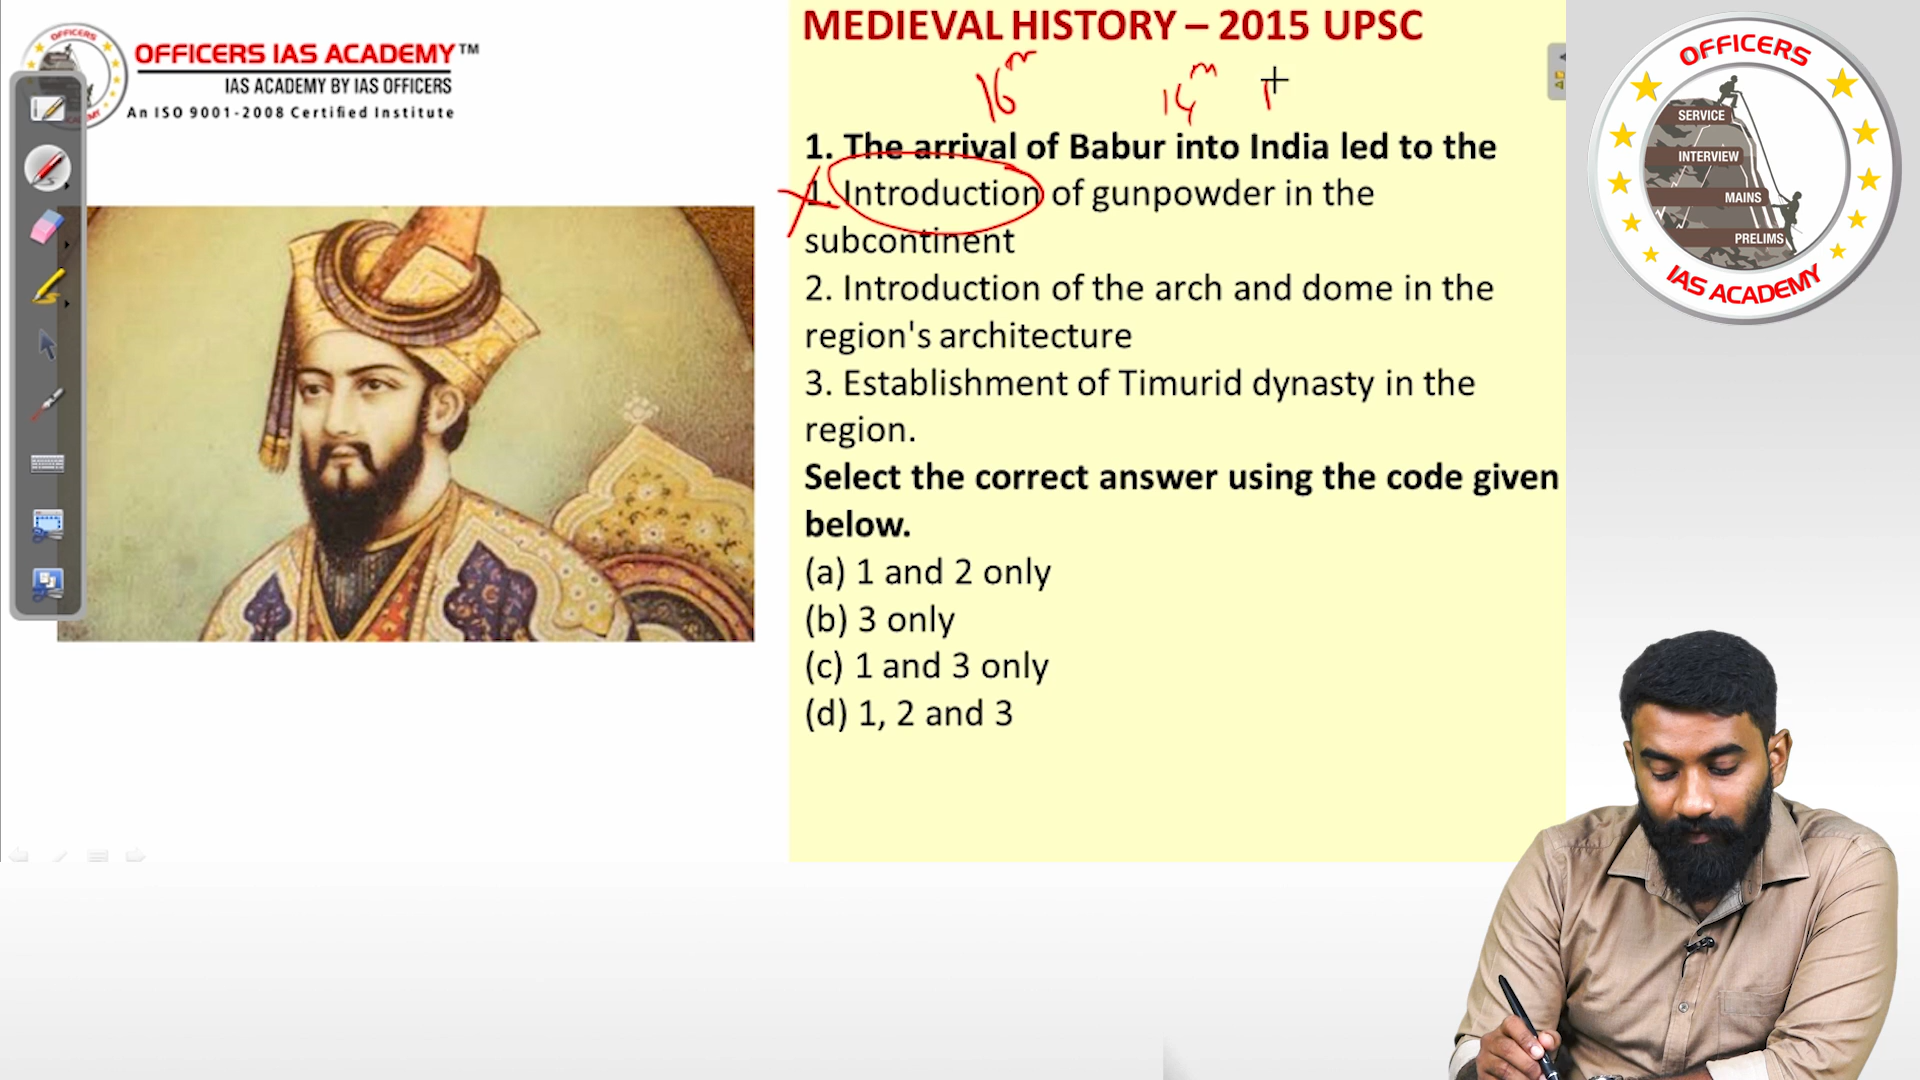 OFFICERS IAS ACADEMY™
IAS ACADEMY BY IAS OFFICERS
An ISO 9001-2008 Certified Institute
MEDIEVAL HISTORY – 2015 UPSC
16th 14th
1. The arrival of Babur into India led to the
1. Introduction of gunpowder in the
subcontinent
2. Introduction of the arch and dome in the
region's architecture
3. Establishment of Timurid dynasty in the
region.
Select the correct answer using the code given
below.
(a) 1 and 2 only
(b) 3 only
(c) 1 and 3 only
(d) 1, 2 and 3
OFFICERS
SERVICE
INTERVIEW
MAINS
PRELIMS
IAS ACADEMY